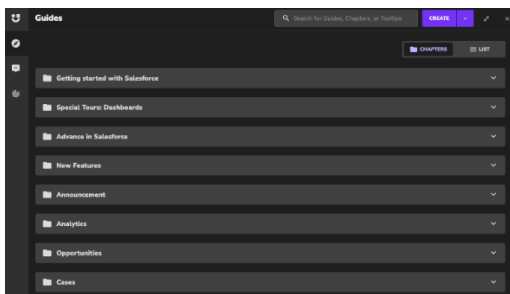 Guides
Search for Guides, Chapters, or Tooltips
CREATE
CHAPTERS
LIST
Getting started with Salesforce
Special Tours: Dashboards
Advance in Salesforce
New Features
Announcement
Analytics
Opportunities
Cases